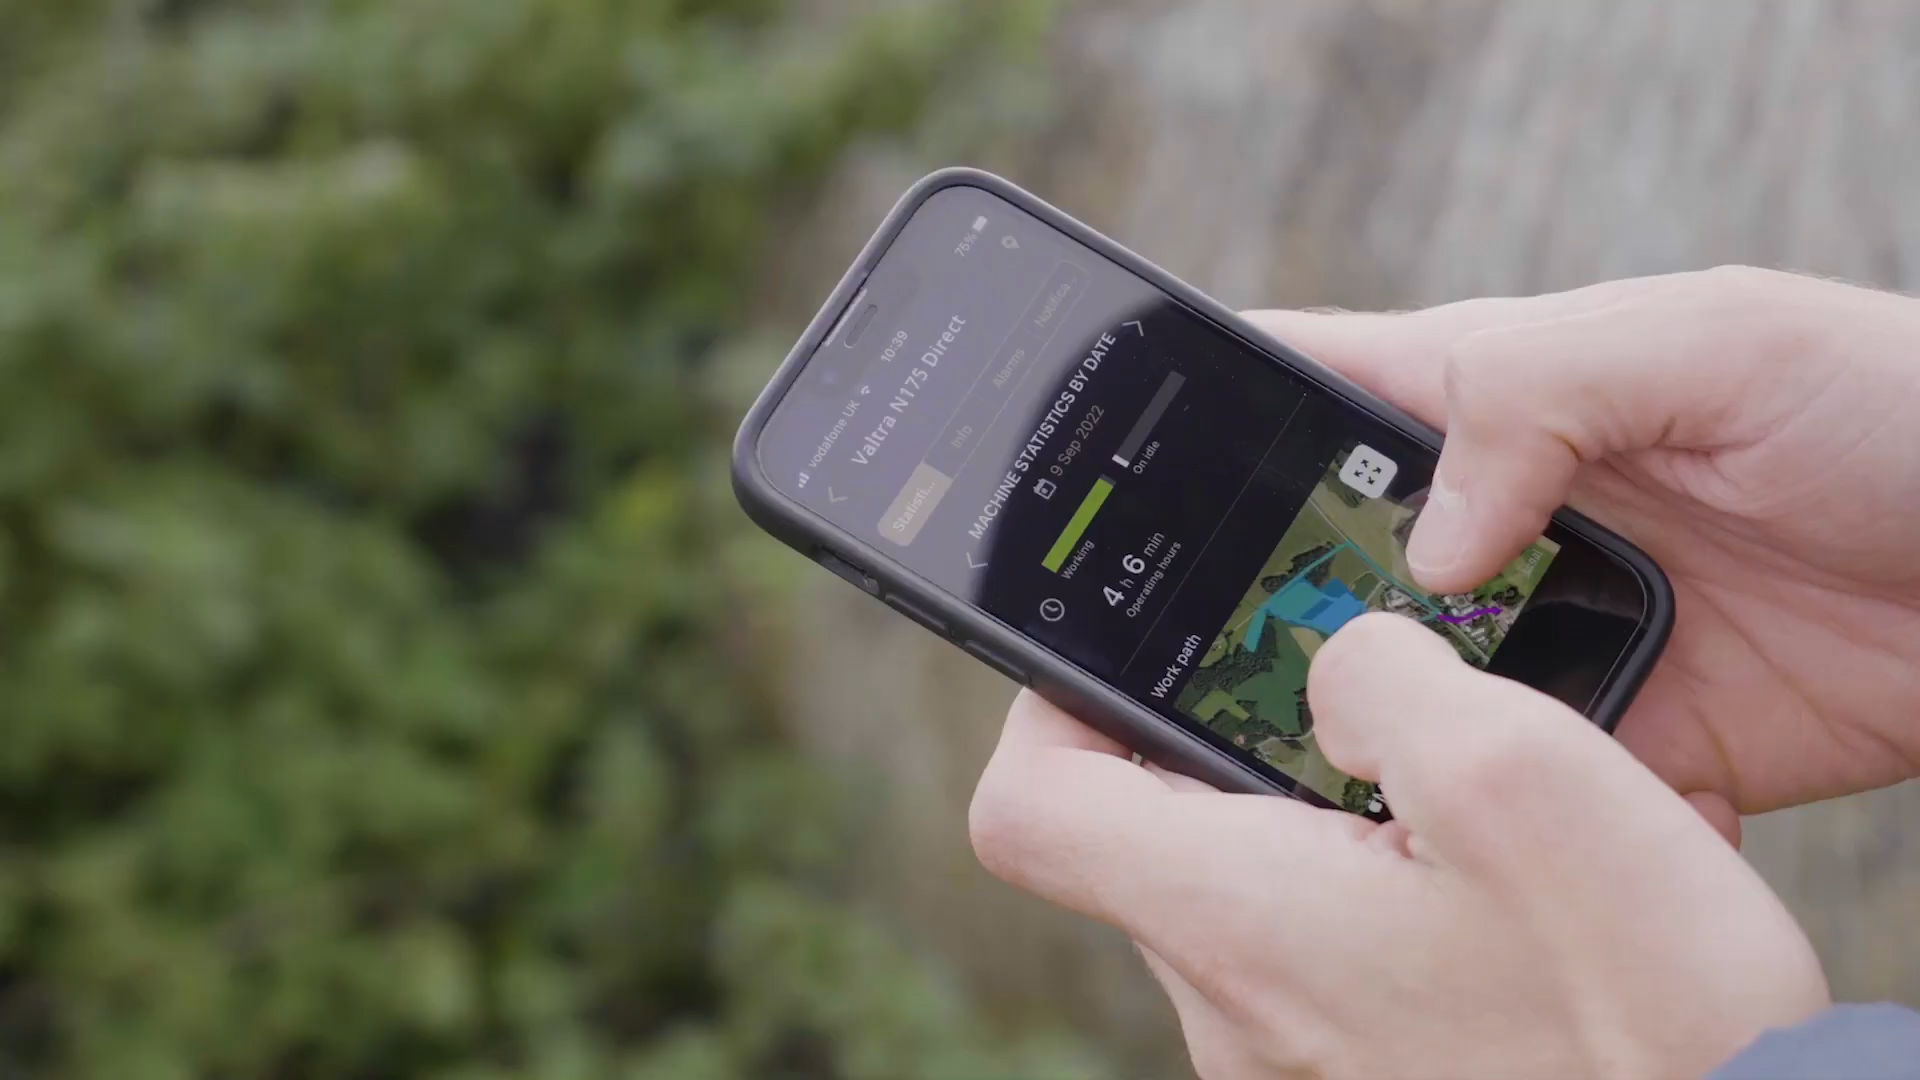 vodafone UK 10:39 76%
Valtra N175 Direct
Statisti... Info Alarms Notifica...
MACHINE STATISTICS BY DATE
9 Sep 2022
Working On idle
4 h 6 min
Operating hours
Work path
Legal